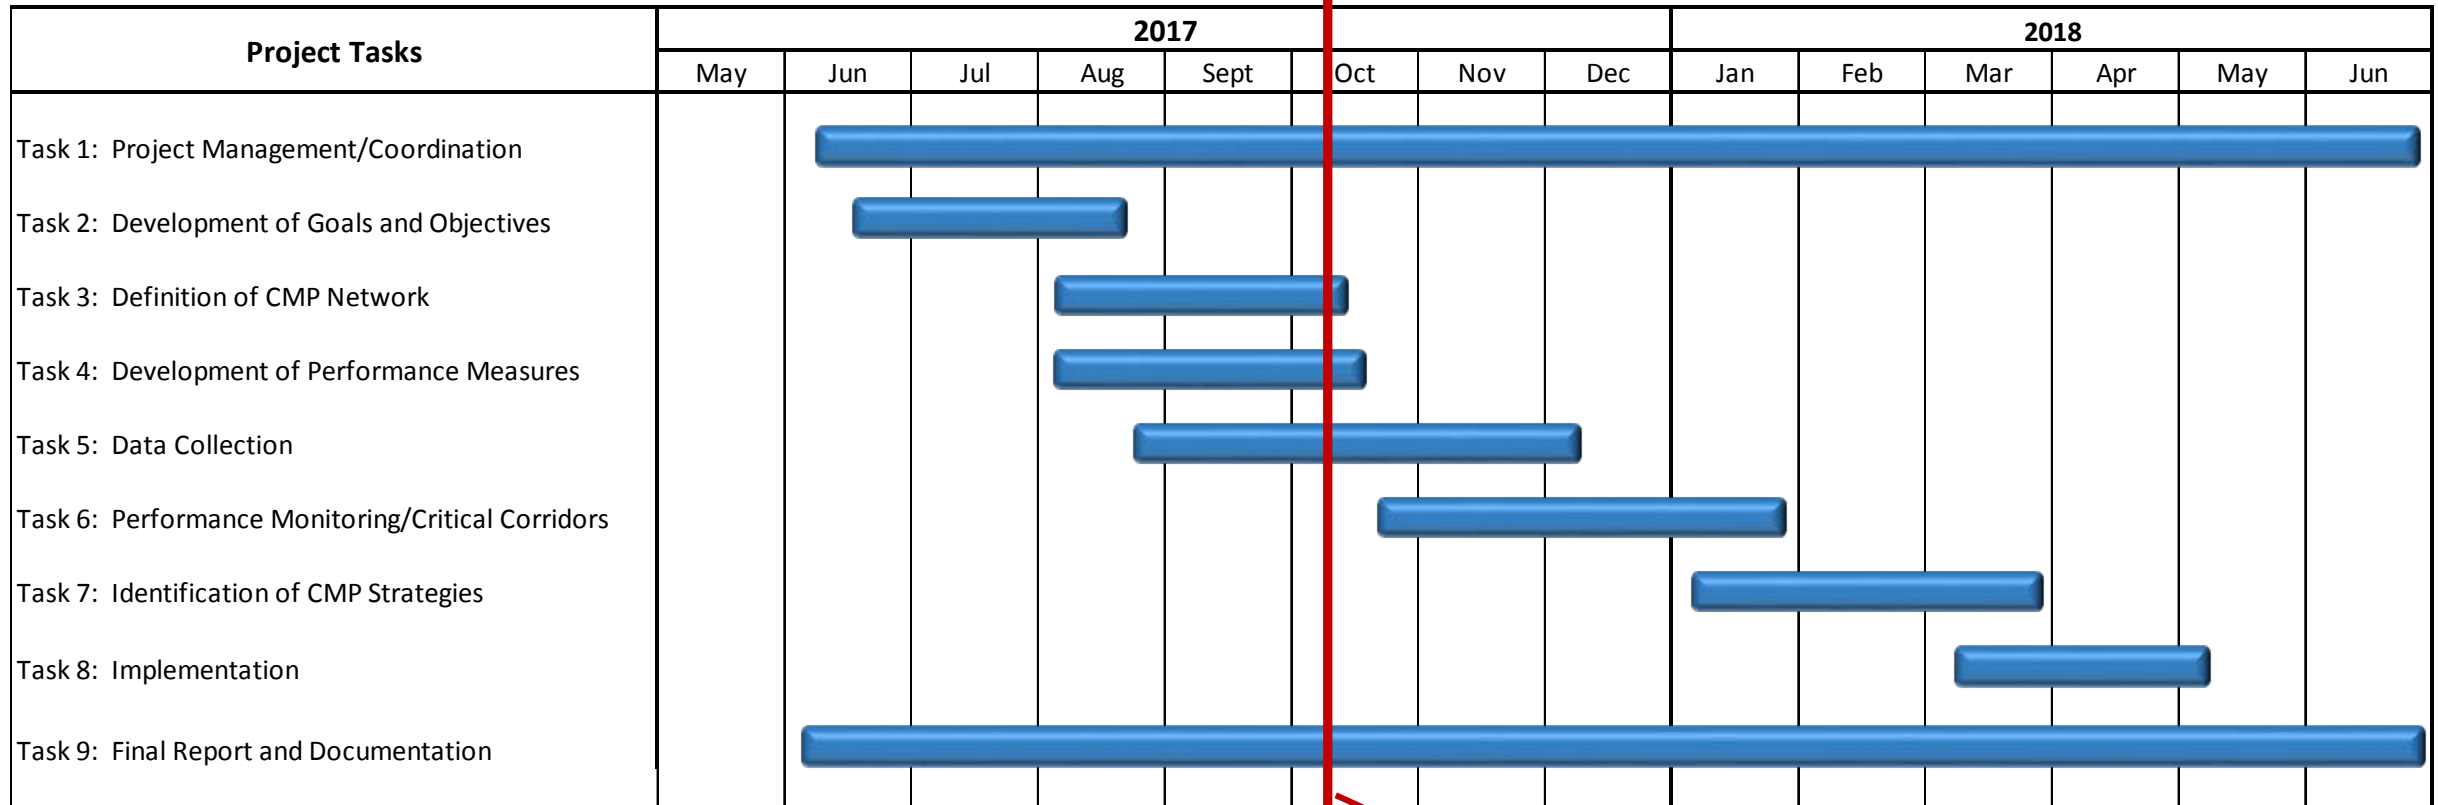 Project Tasks
2017
2018
May Jun Jul Aug Sept Oct Nov Dec Jan Feb Mar Apr May Jun
Task 1: Project Management/Coordination
Task 2: Development of Goals and Objectives
Task 3: Definition of CMP Network
Task 4: Development of Performance Measures
Task 5: Data Collection
Task 6: Performance Monitoring/Critical Corridors
Task 7: Identification of CMP Strategies
Task 8: Implementation
Task 9: Final Report and Documentation